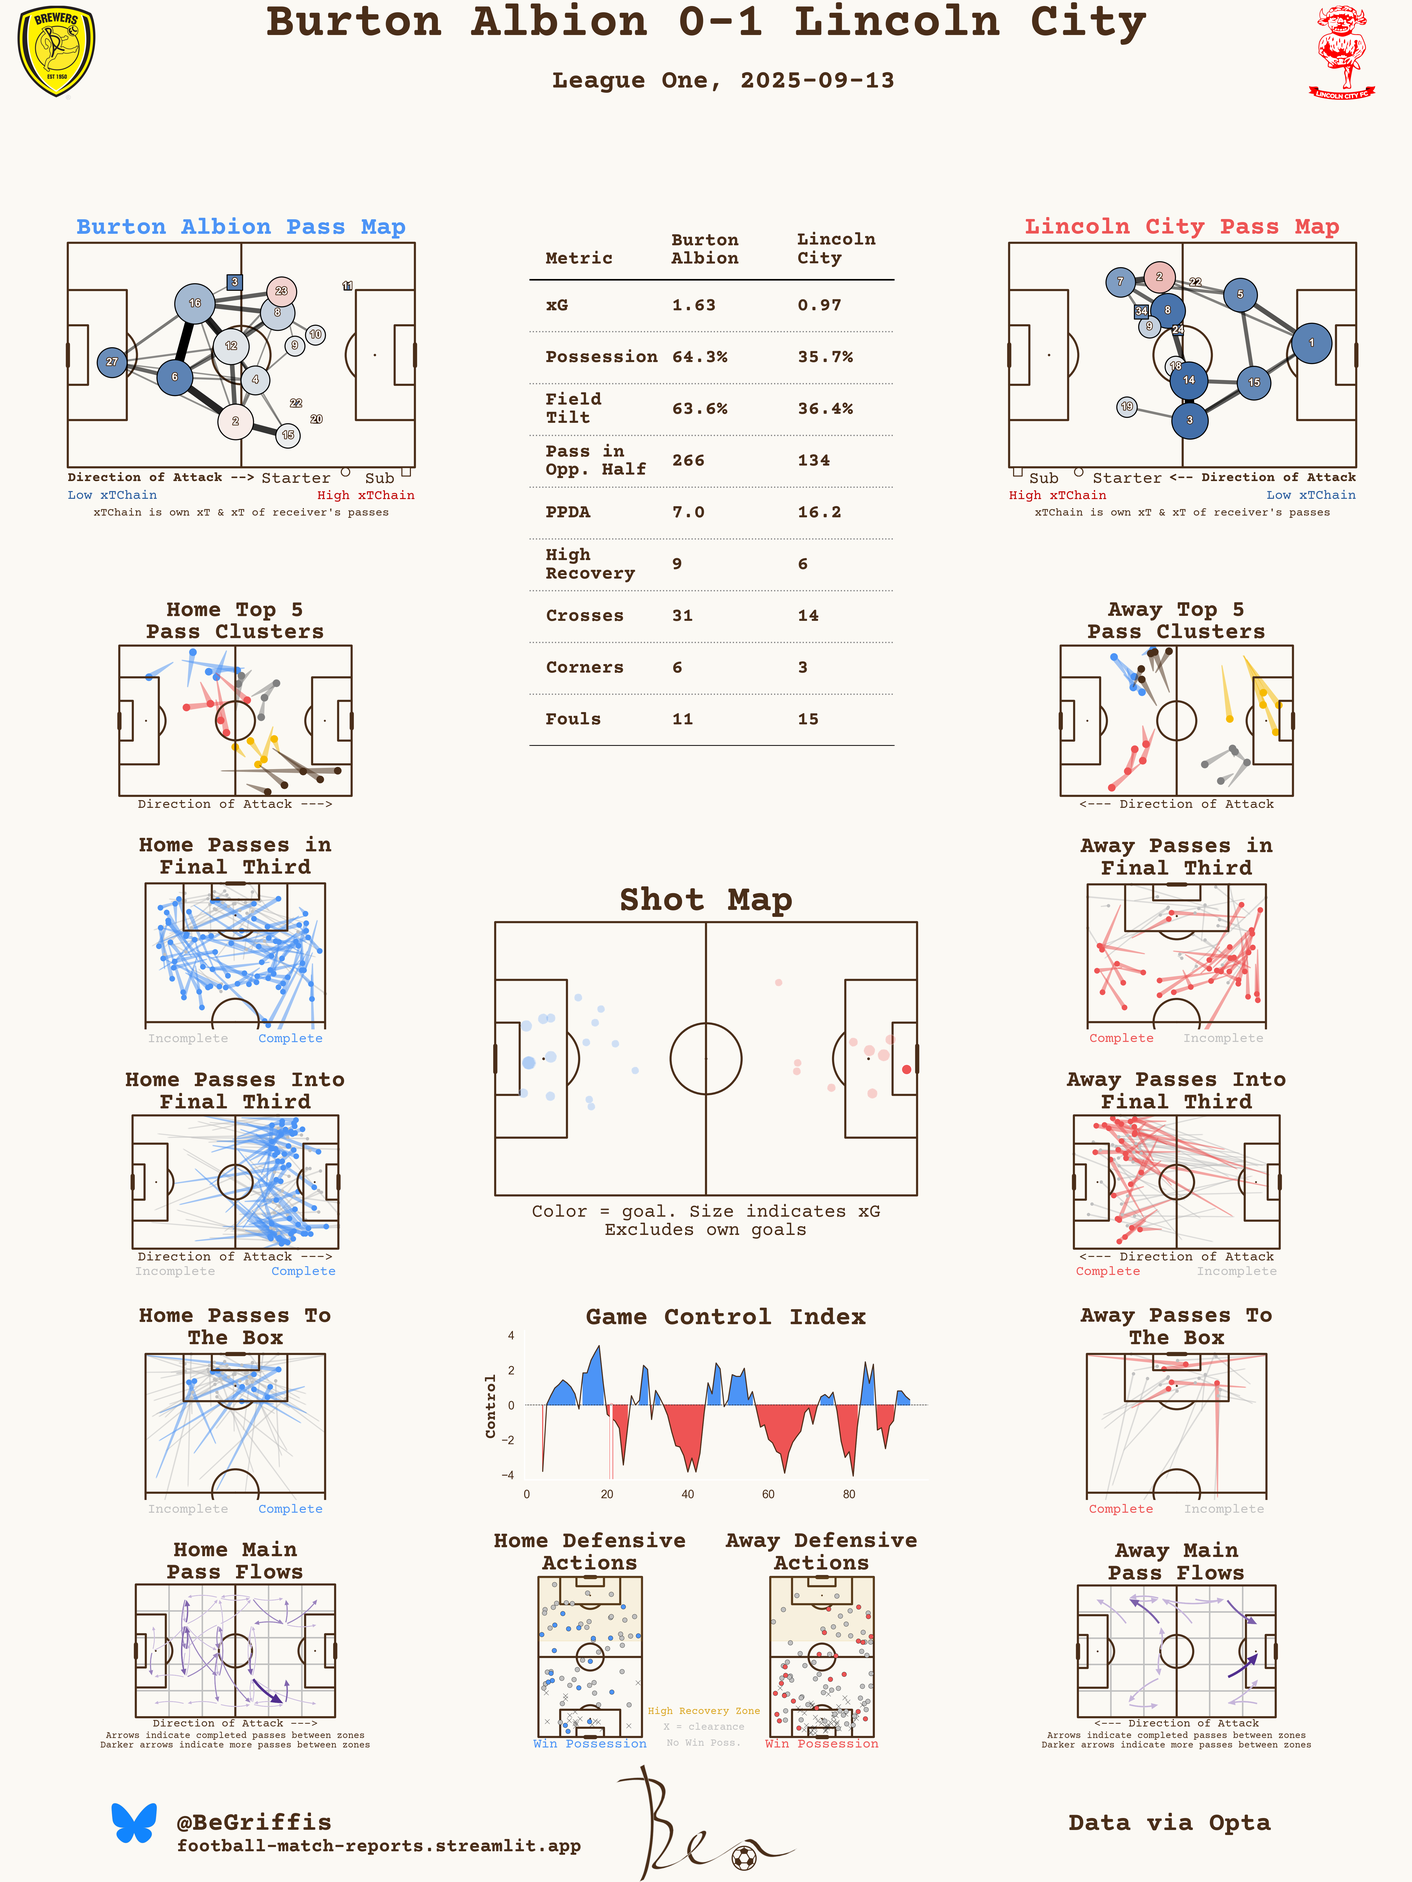 Burton Albion 0-1 Lincoln City
League One, 2025-09-13
BREWERS
EST 1950
LINCOLN CITY FC
Burton Albion Pass Map
3
11
23
16
8
10
12
9
27
6
4
22
2
20
15
Direction of Attack --> Starter Sub
Low xTChain High xTChain
xTChain is own xT & xT of receiver's passes
Metric Burton Albion Lincoln City
xG 1.63 0.97
Possession 64.3% 35.7%
Field Tilt 63.6% 36.4%
Pass in Opp. Half 266 134
PPDA 7.0 16.2
High Recovery 9 6
Crosses 31 14
Corners 6 3
Fouls 11 15
Lincoln City Pass Map
7
2
22
5
34
8
9
24
1
18
14
15
19
3
Sub Starter <-- Direction of Attack
High xTChain Low xTChain
xTChain is own xT & xT of receiver's passes
Home Top 5
Pass Clusters
Direction of Attack --->
Away Top 5
Pass Clusters
<--- Direction of Attack
Home Passes in
Final Third
Incomplete Complete
Away Passes in
Final Third
Complete Incomplete
Shot Map
Color = goal. Size indicates xG
Excludes own goals
Home Passes Into
Final Third
Direction of Attack --->
Incomplete Complete
Away Passes Into
Final Third
<--- Direction of Attack
Complete Incomplete
Home Passes To
The Box
Incomplete Complete
Game Control Index
Control
4
2
0
−2
−4
0 20 40 60 80
Away Passes To
The Box
Complete Incomplete
Home Main
Pass Flows
Direction of Attack --->
Arrows indicate completed passes between zones
Darker arrows indicate more passes between zones
Home Defensive
Actions
Win Possession
High Recovery Zone
X = clearance
No Win Poss.
Away Defensive
Actions
Win Possession
Away Main
Pass Flows
<--- Direction of Attack
Arrows indicate completed passes between zones
Darker arrows indicate more passes between zones
@BeGriffis
football-match-reports.streamlit.app
Ben
Data via Opta